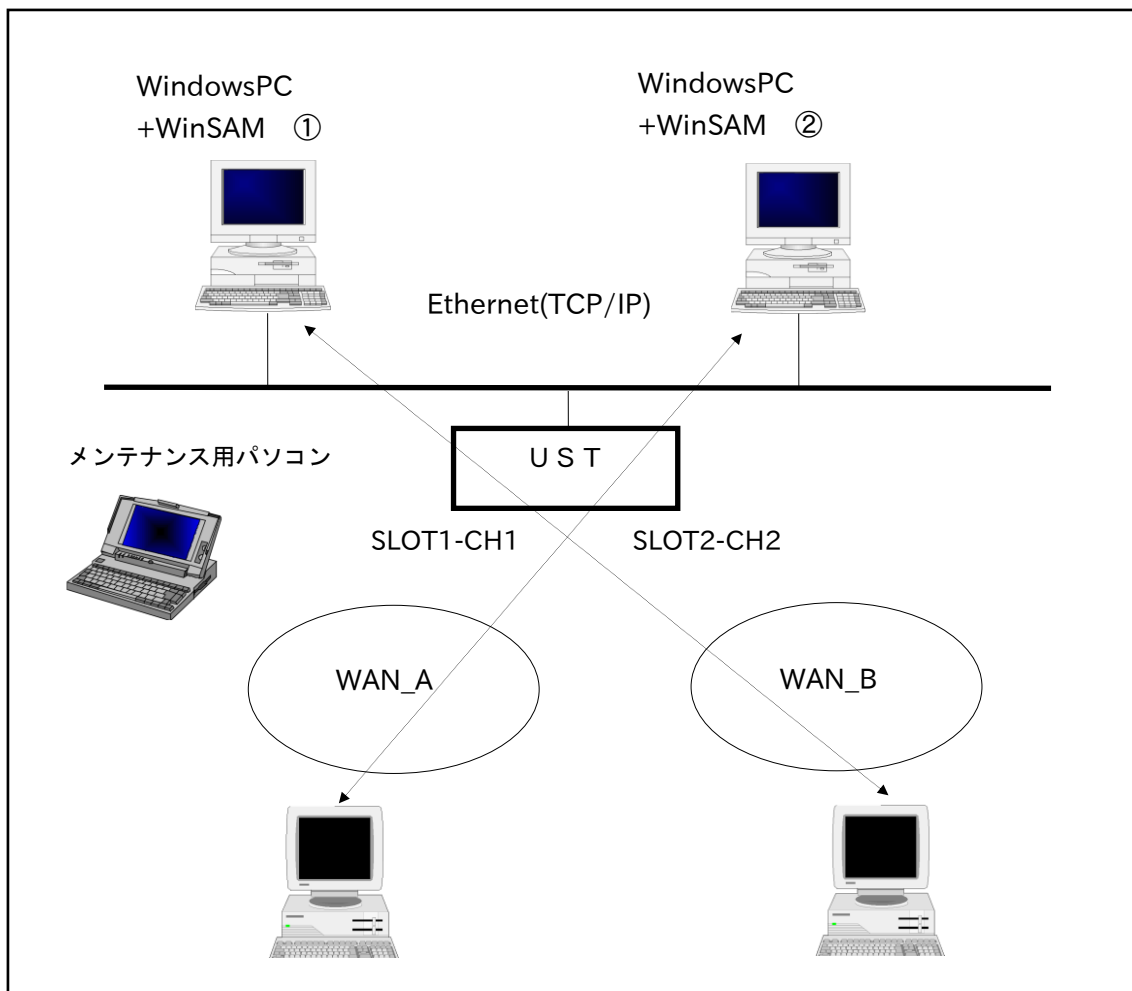 WindowsPC
+WinSAM ①
WindowsPC
+WinSAM ②
Ethernet(TCP/IP)
メンテナンス用パソコン
ＵＳＴ
SLOT1-CH1
SLOT2-CH2
WAN_A
WAN_B